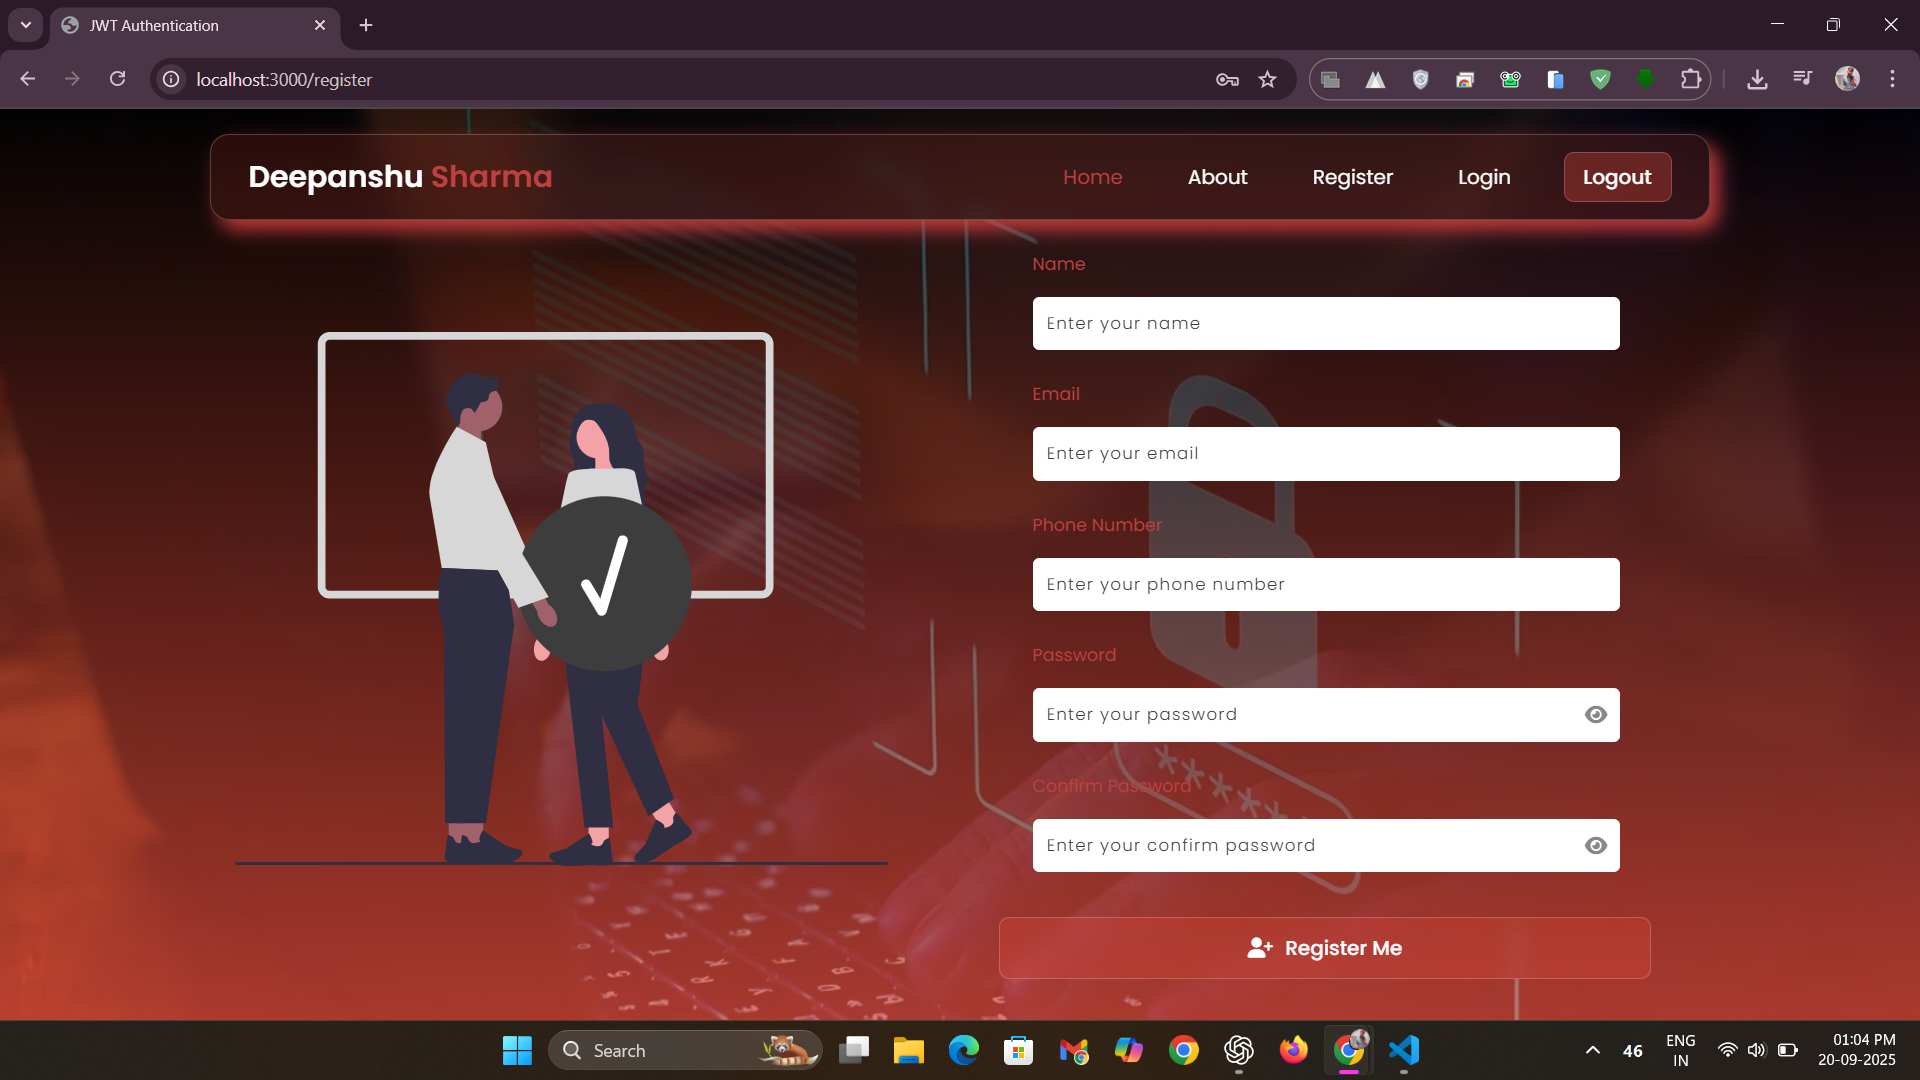 JWT Authentication
localhost:3000/register
Deepanshu Sharma
Home About Register Login Logout
Name
Enter your name
Email
Enter your email
Phone Number
Enter your phone number
Password
Enter your password
Confirm Password
Enter your confirm password
Register Me
Search
46
ENG
IN
01:04 PM
20-09-2025